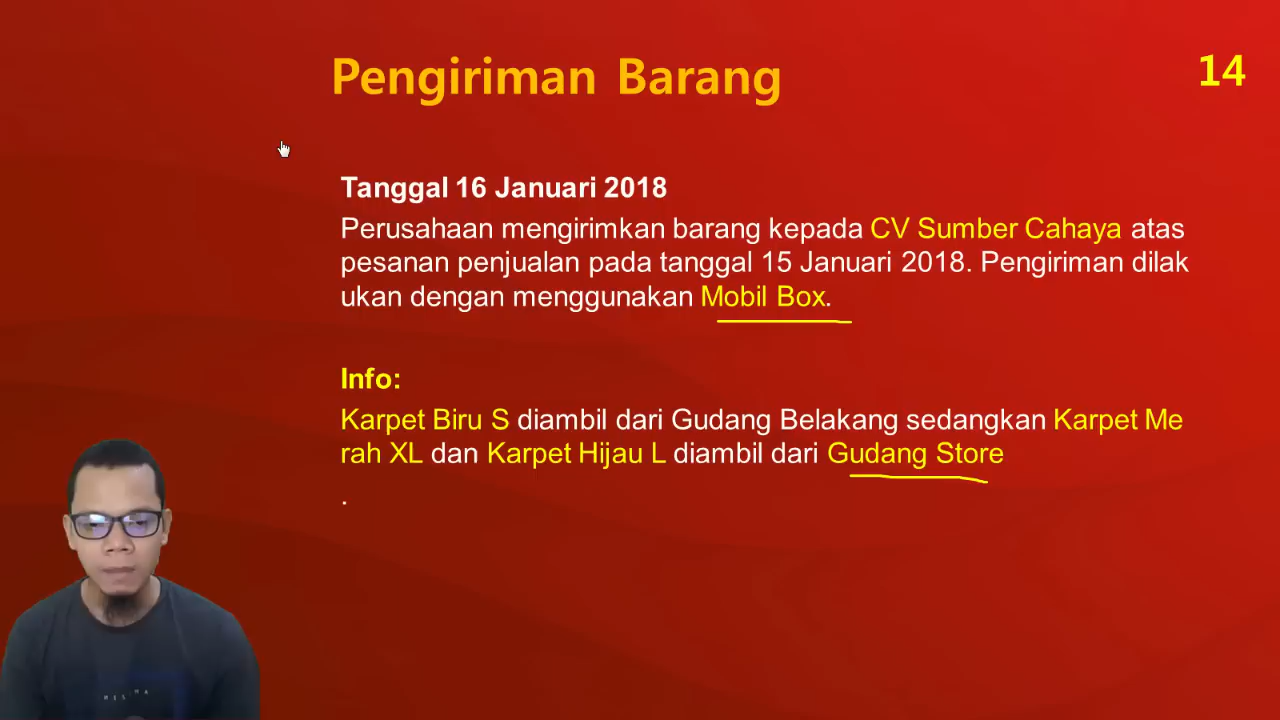 Pengiriman Barang
14
Tanggal 16 Januari 2018
Perusahaan mengirimkan barang kepada CV Sumber Cahaya atas
pesanan penjualan pada tanggal 15 Januari 2018. Pengiriman dilak
ukan dengan menggunakan Mobil Box.
Info:
Karpet Biru S diambil dari Gudang Belakang sedangkan Karpet Me
rah XL dan Karpet Hijau L diambil dari Gudang Store
.